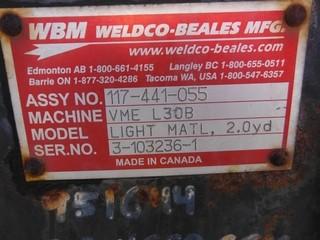 WBM WELDCO-BEALES MFG.
www.weldco-beales.com
Edmonton AB 1-800-661-4155 Langley BC 1-800-655-0511
Barrie ON 1-877-320-4286 Tacoma WA, USA 1-800-547-6357
ASSY NO. 117-441-055
MACHINE VME L30B
MODEL LIGHT MATL, 2.0yd
SER.NO. 3-103236-1
MADE IN CANADA